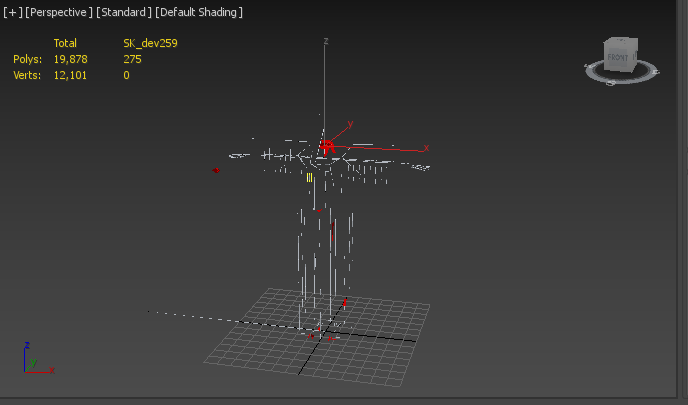 [+] [Perspective] [Standard] [Default Shading]
Total SK_dev259
Polys: 19,878 275
Verts: 12,101 0
z
y
x
FRONT
z
y
x